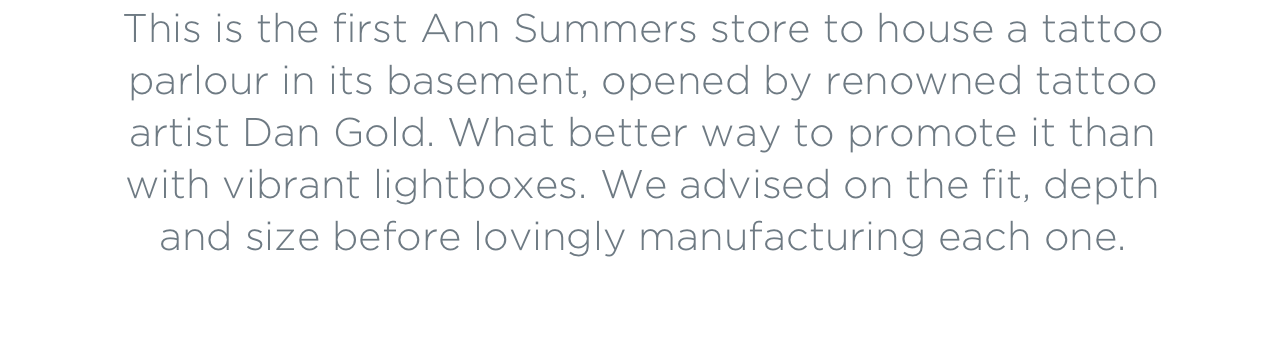 This is the first Ann Summers store to house a tattoo
parlour in its basement, opened by renowned tattoo
artist Dan Gold. What better way to promote it than
with vibrant lightboxes. We advised on the fit, depth
and size before lovingly manufacturing each one.